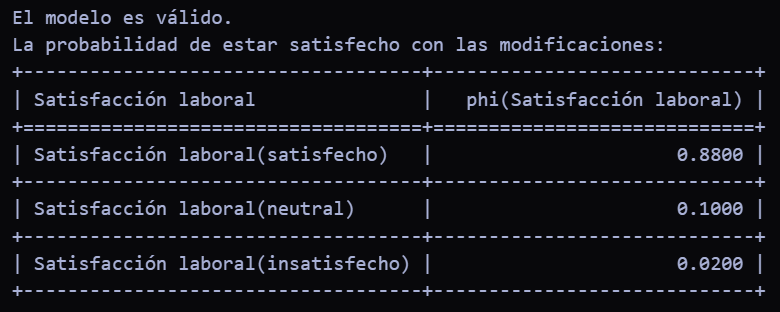 El modelo es válido.
La probabilidad de estar satisfecho con las modificaciones:
+-------------------------------------+-----------------------------+
| Satisfacción laboral                |   phi(Satisfacción laboral) |
+=====================================+=============================+
| Satisfacción laboral(satisfecho)    |                      0.8800 |
+-------------------------------------+-----------------------------+
| Satisfacción laboral(neutral)       |                      0.1000 |
+-------------------------------------+-----------------------------+
| Satisfacción laboral(insatisfecho) |                      0.0200 |
+-------------------------------------+-----------------------------+